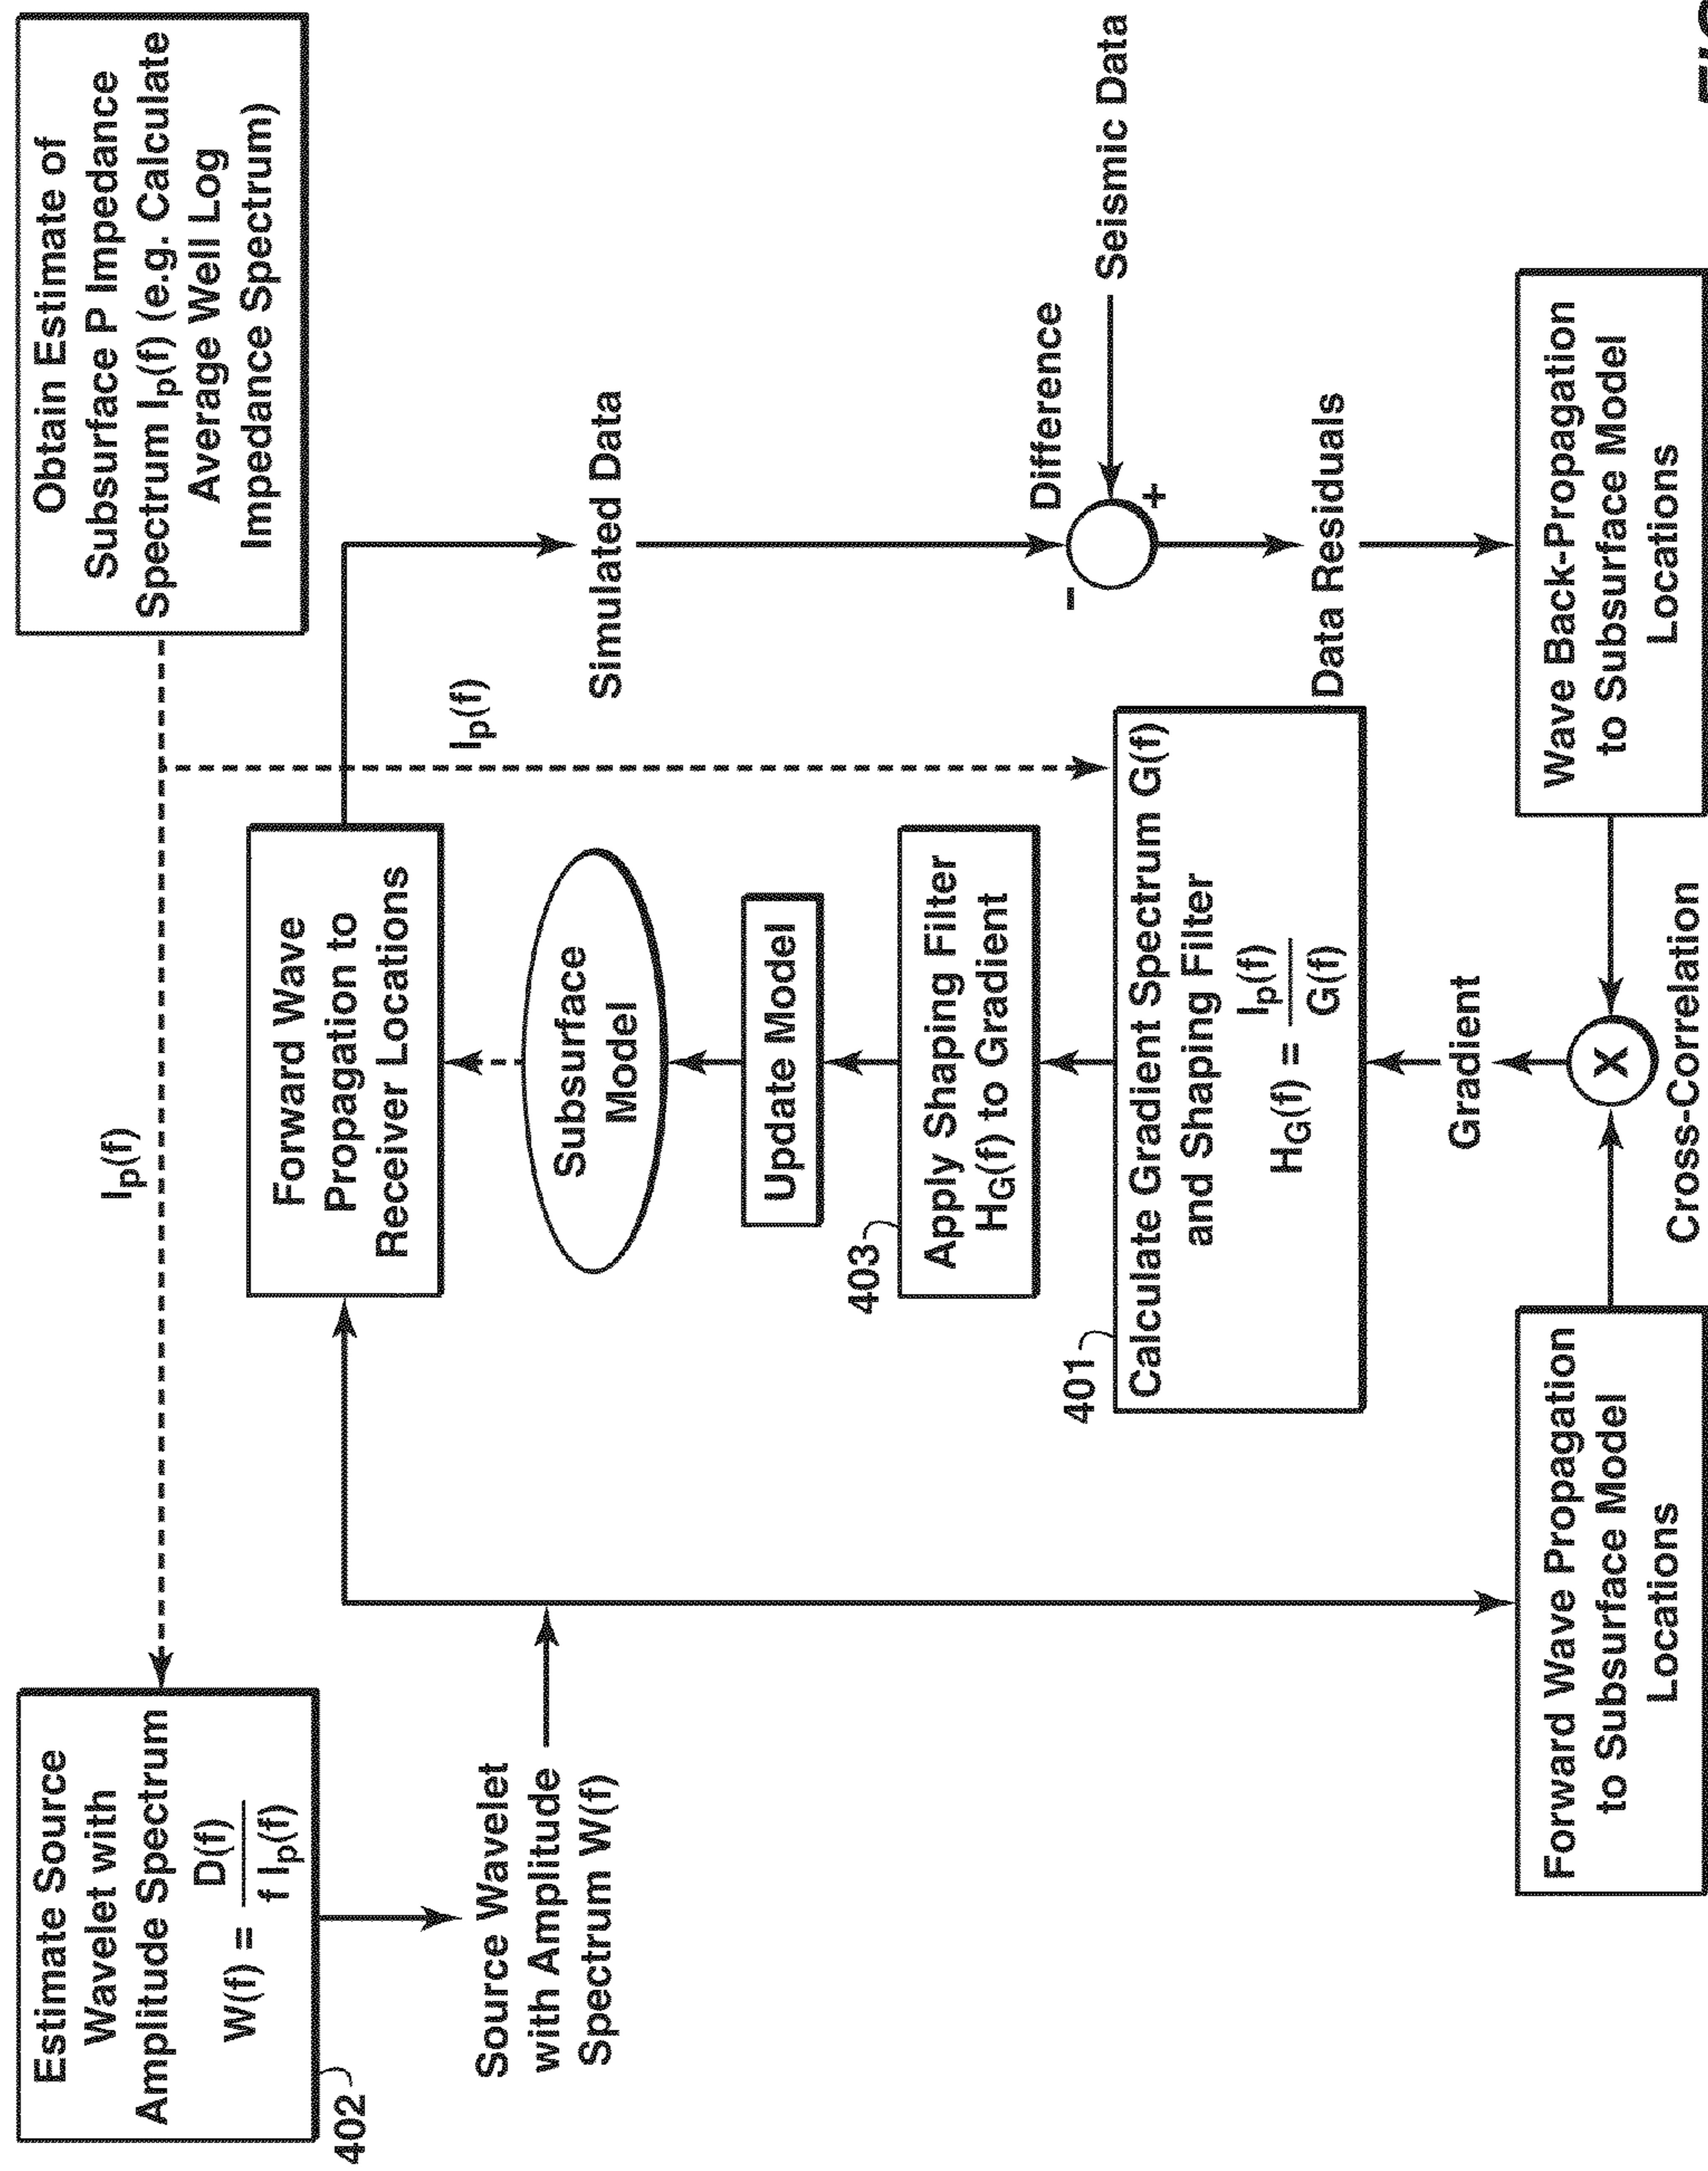 Estimate Source
Wavelet with
Amplitude Spectrum
W(f) = D(f) / f Ip(f)
402
Ip(f)
Obtain Estimate of
Subsurface P Impedance
Spectrum Ip(f) (e.g. Calculate
Average Well Log
Impedance Spectrum)
Source Wavelet
with Amplitude
Spectrum W(f)
Forward Wave
Propagation to
Receiver Locations
Ip(f)
Simulated Data
Subsurface
Model
Update Model
403
Apply Shaping Filter
HG(f) to Gradient
401
Calculate Gradient Spectrum G(f)
and Shaping Filter
HG(f) = Ip(f) / G(f)
Difference
−
+
Seismic Data
Data Residuals
Gradient
Forward Wave Propagation
to Subsurface Model
Locations
X
Cross-Correlation
Wave Back-Propagation
to Subsurface Model
Locations